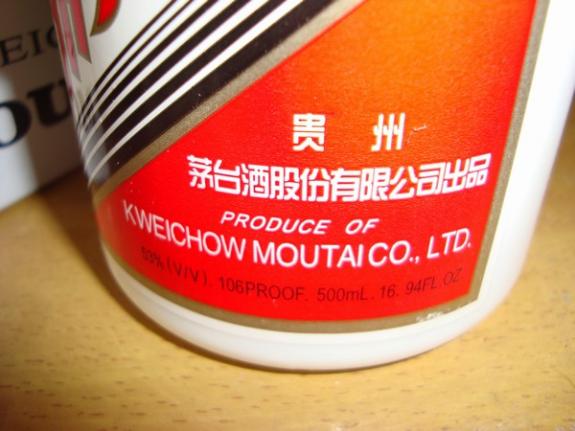 贵州
茅台酒股份有限公司出品
PRODUCE OF
KWEICHOW MOUTAI CO., LTD.
53% (V/V). 106PROOF. 500mL. 16. 94FL.OZ